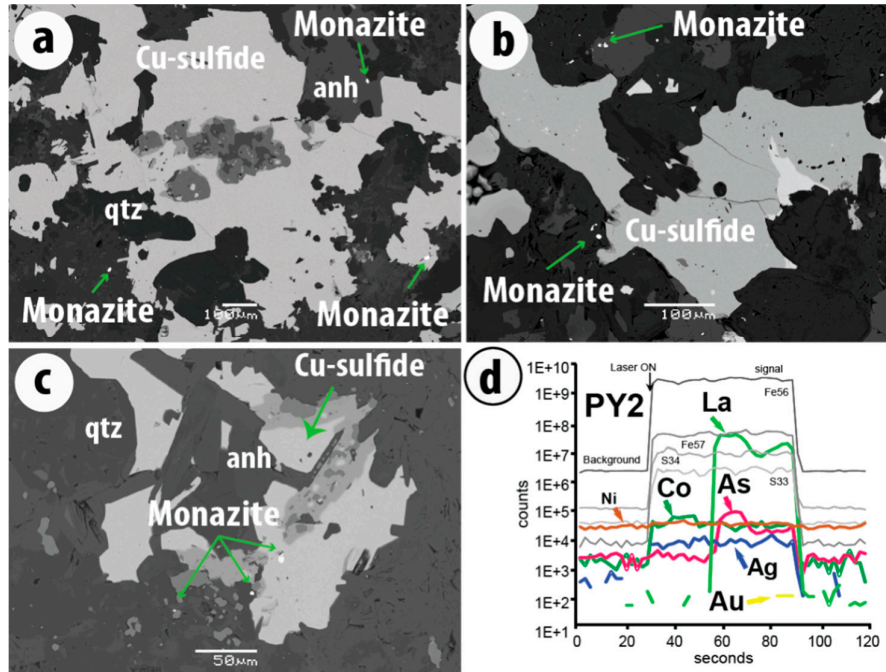 a
Monazite
Cu-sulfide
anh
qtz
Monazite
100µm
Monazite
b
Monazite
Cu-sulfide
Monazite
100µm
c
Cu-sulfide
qtz
anh
Monazite
50µm
d
Laser ON
signal
PY2
Fe56
La
Fe57
Background
S34
S33
Co
As
Ni
Ag
Au
counts
1E+10
1E+9
1E+8
1E+7
1E+6
1E+5
1E+4
1E+3
1E+2
1E+1
0 20 40 60 80 100 120
seconds